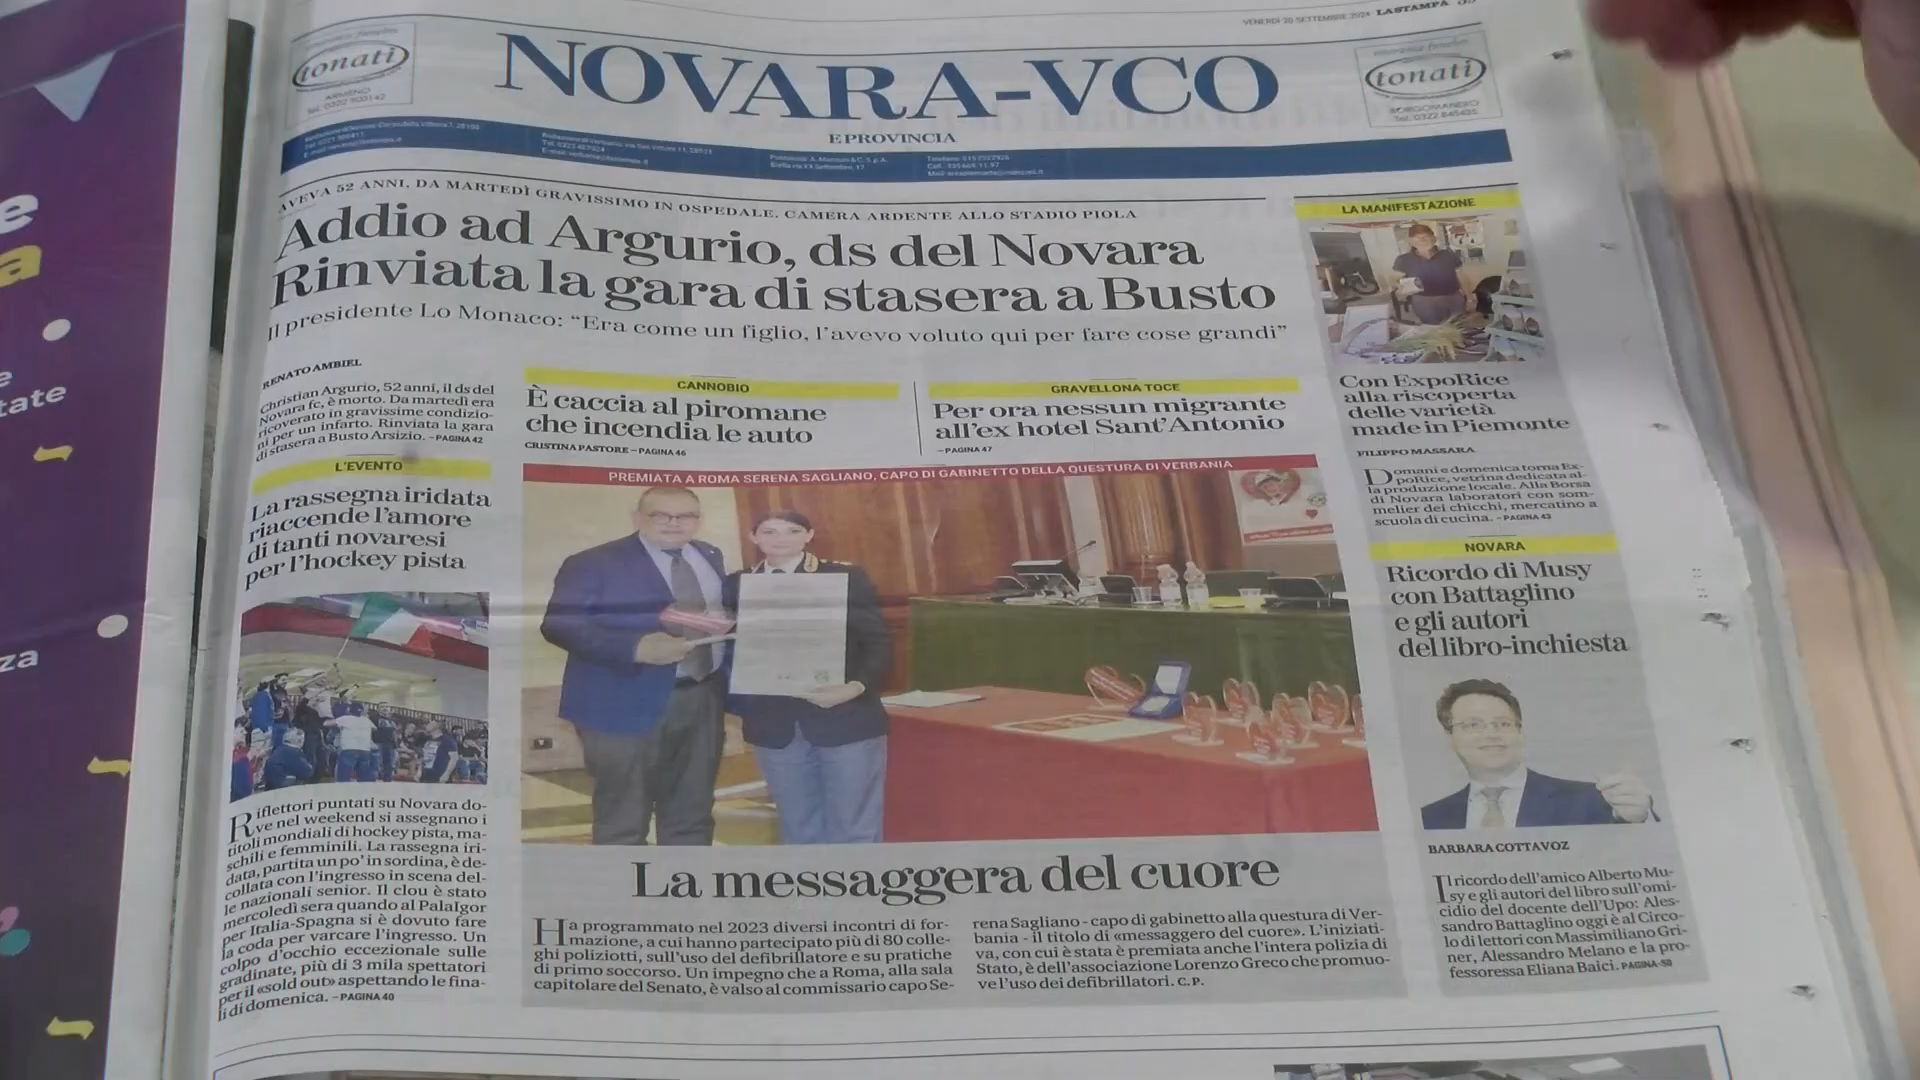 VENERDÌ 20 SETTEMBRE 2024 LA STAMPA
tonati
ARMENO
Tel. 0322 900142
NOVARA-VCO
E PROVINCIA
tonati
BORGOMANERO
Tel. 0322 845435
AVEVA 52 ANNI, DA MARTEDÌ GRAVISSIMO IN OSPEDALE. CAMERA ARDENTE ALLO STADIO PIOLA
Addio ad Argurio, ds del Novara
Rinviata la gara di stasera a Busto
Il presidente Lo Monaco: “Era come un figlio, l’avevo voluto qui per fare cose grandi”
RENATO AMBIEL
Christian Argurio, 52 anni, il ds del
Novara fc, è morto. Da martedì era
ricoverato in gravissime condizio-
ni per un infarto. Rinviata la gara
di stasera a Busto Arsizio. – PAGINA 42
CANNOBIO
È caccia al piromane
che incendia le auto
CRISTINA PASTORE – PAGINA 46
GRAVELLONA TOCE
Per ora nessun migrante
all’ex hotel Sant’Antonio
– PAGINA 47
L’EVENTO
La rassegna iridata
riaccende l’amore
di tanti novaresi
per l’hockey pista
Riflettori puntati su Novara do-
ve nel weekend si assegnano i
titoli mondiali di hockey pista, ma-
schili e femminili. La rassegna iri-
data, partita un po’ in sordina, è de-
collata con l’ingresso in scena del-
le nazionali senior. Il clou è stato
mercoledì sera quando al PalaIgor
per Italia-Spagna si è dovuto fare
la coda per varcare l’ingresso. Un
colpo d’occhio eccezionale sulle
gradinate, più di 3 mila spettatori
per il «sold out» aspettando le fina-
li di domenica. – PAGINA 40
PREMIATA A ROMA SERENA SAGLIANO, CAPO DI GABINETTO DELLA QUESTURA DI VERBANIA
La messaggera del cuore
Ha programmato nel 2023 diversi incontri di for-
mazione, a cui hanno partecipato più di 80 colle-
ghi poliziotti, sull’uso del defibrillatore e su pratiche
di primo soccorso. Un impegno che a Roma, alla sala
capitolare del Senato, è valso al commissario capo Se-
rena Sagliano - capo di gabinetto alla questura di Ver-
bania - il titolo di «messaggero del cuore». L’iniziati-
va, con cui è stata è premiata anche l’intera polizia di
Stato, è dell’associazione Lorenzo Greco che promuo-
ve l’uso dei defibrillatori. C.P.
LA MANIFESTAZIONE
Con ExpoRice
alla riscoperta
delle varietà
made in Piemonte
FILIPPO MASSARA
Domani e domenica torna Ex-
poRice, vetrina dedicata al-
la produzione locale. Alla Borsa
di Novara laboratori con som-
melier dei chicchi, mercatino a
scuola di cucina. – PAGINA 43
NOVARA
Ricordo di Musy
con Battaglino
e gli autori
del libro-inchiesta
BARBARA COTTAVOZ
Il ricordo dell’amico Alberto Mu-
sy e gli autori del libro sull’omi-
cidio del docente dell’Upo: Ales-
sandro Battaglino oggi è al Circo-
lo di lettori con Massimiliano Gri-
ner, Alessandro Melano e la pro-
fessoressa Eliana Baici. PAGINA-50